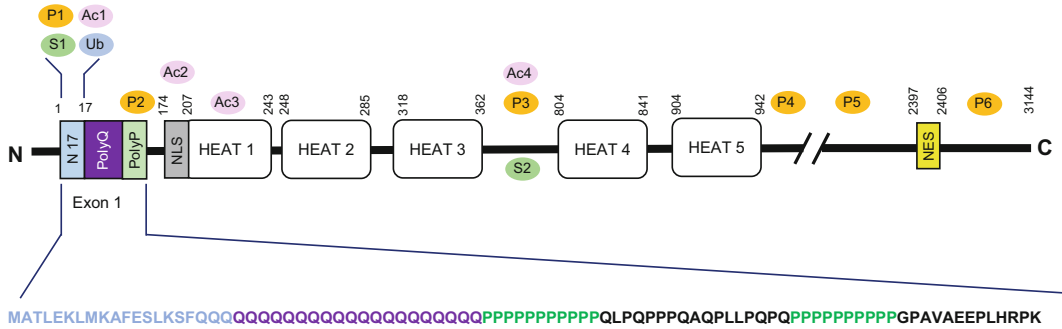 P1 Ac1
S1 Ub
Ac2 Ac4
1 17 P2 174 207 Ac3 243 248 285 318 362 P3 804 841 904 942 P4 P5 2397 2406 P6 3144
N N 17 PolyQ PolyP NLS HEAT 1 HEAT 2 HEAT 3 HEAT 4 HEAT 5 NES C
S2
Exon 1
MATLEKLMKAFESLKSFQQQQQQQQQQQQQQQQQQQQQQQPPPPPPPPPPPQLPQPPPQAQPLLPQPQPPPPPPPPPPGPAVAEEPLHRPK